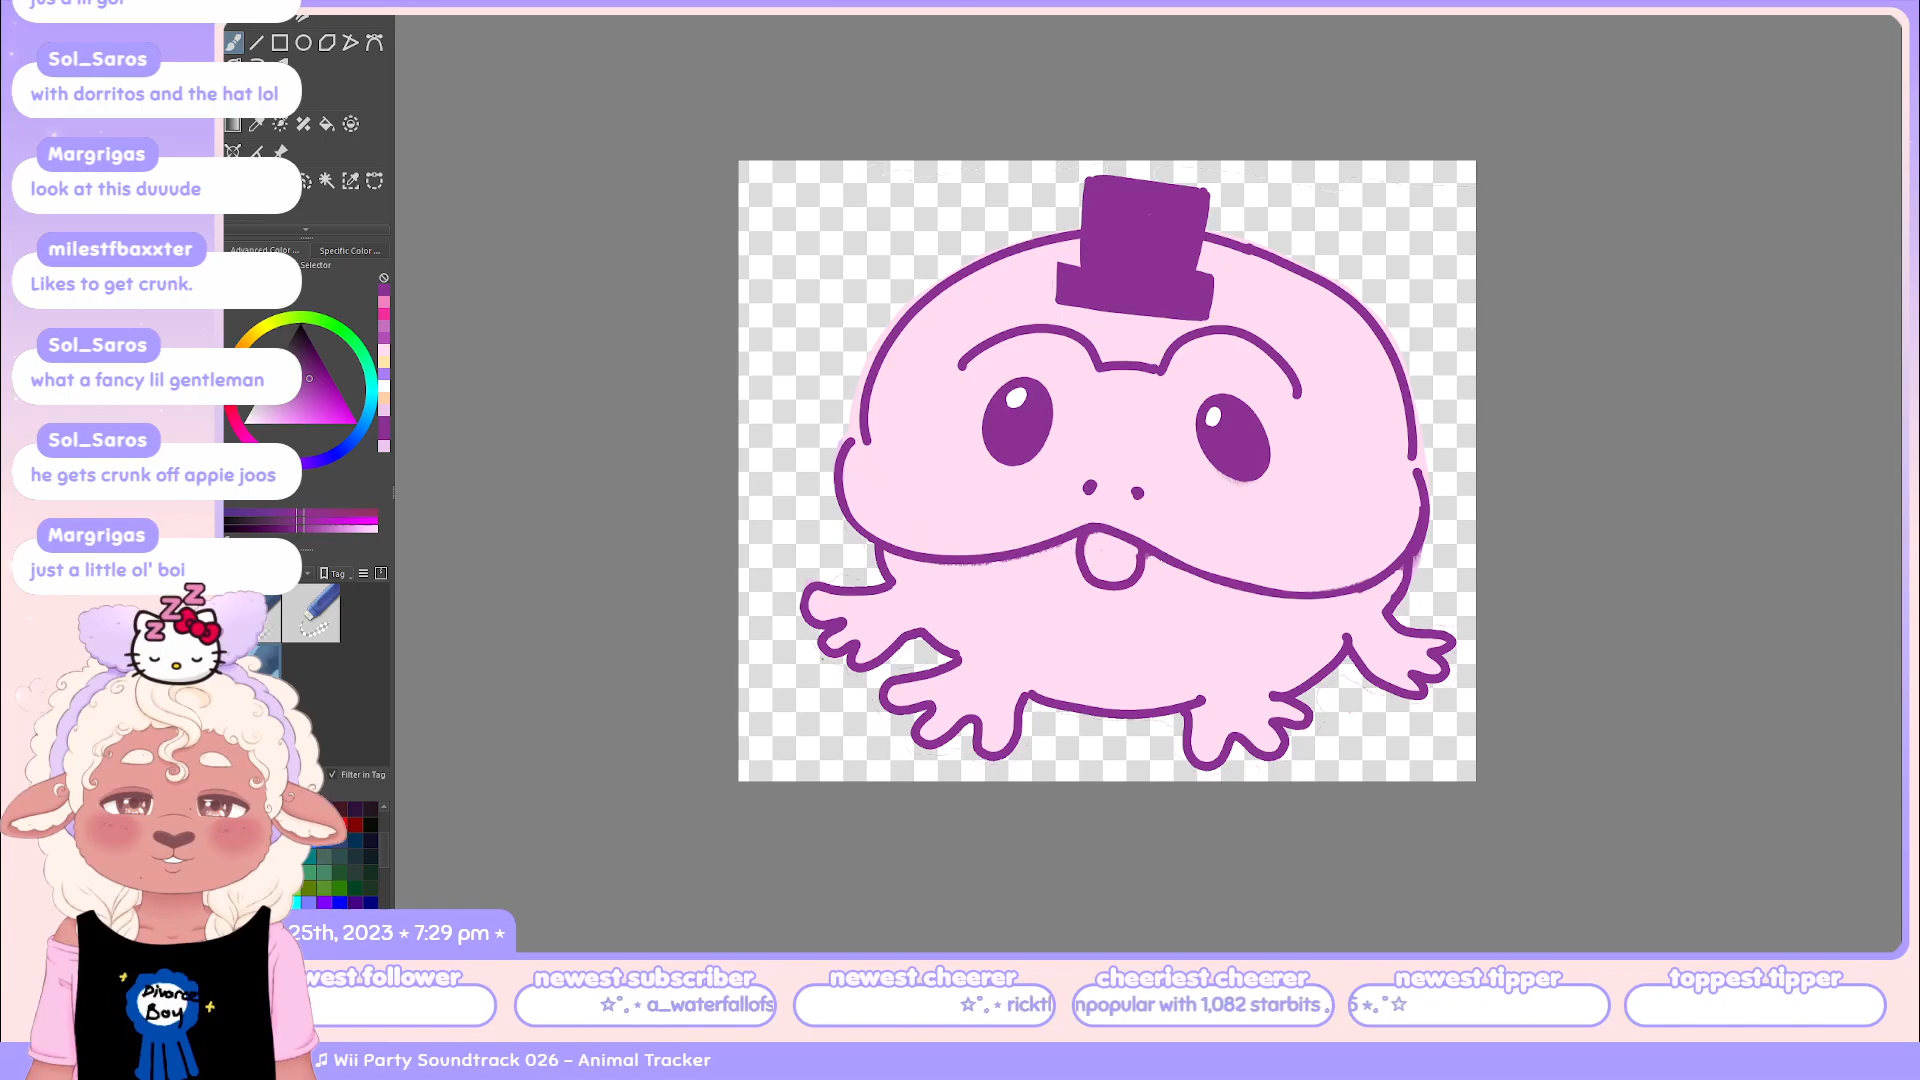 jus a lil goi
Sol_Saros
with dorritos and the hat lol
Margrigas
look at this duuude
milestfbaxxter
Likes to get crunk.
Sol_Saros
what a fancy lil gentleman
Sol_Saros
he gets crunk off appie joos
Margrigas
just a little ol' boi
Advanced Color ...
Specific Color ...
Selector
Tag
Filter in Tag
z z z
Divorce
Boy
25th, 2023 ⋆ 7:29 pm ⋆
west follower
newest subscriber
newest cheerer
cheeriest cheerer
newest tipper
toppest tipper
☆˚. ⋆ a_waterfallofs
☆˚. ⋆ rickt
npopular with 1,082 starbits .
5 ⋆.˚☆
♫ Wii Party Soundtrack 026 – Animal Tracker